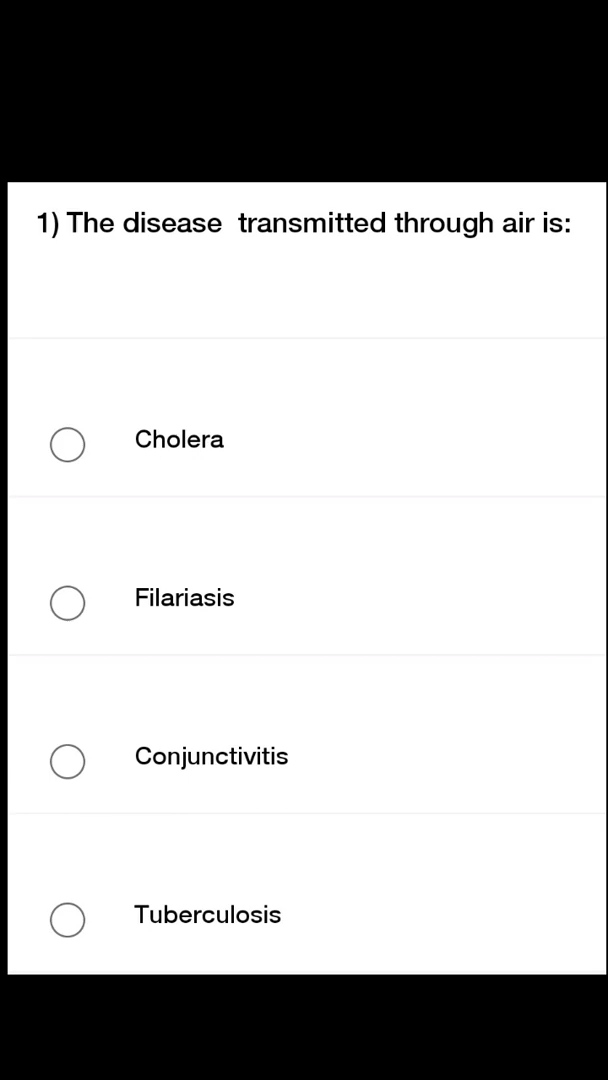 1) The disease  transmitted through air is:
Cholera
Filariasis
Conjunctivitis
Tuberculosis